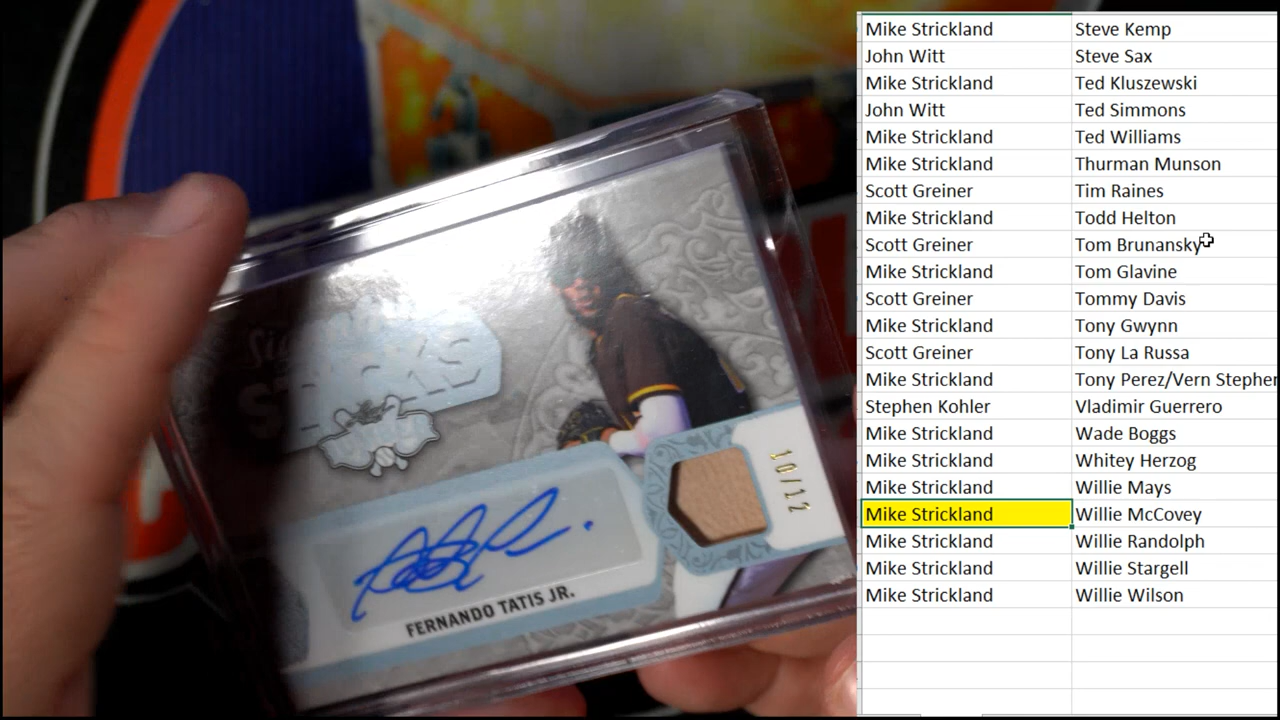 STICKS
FERNANDO TATIS JR.
10/12
Mike Strickland Steve Kemp
John Witt Steve Sax
Mike Strickland Ted Kluszewski
John Witt Ted Simmons
Mike Strickland Ted Williams
Mike Strickland Thurman Munson
Scott Greiner Tim Raines
Mike Strickland Todd Helton
Scott Greiner Tom Brunansky
Mike Strickland Tom Glavine
Scott Greiner Tommy Davis
Mike Strickland Tony Gwynn
Scott Greiner Tony La Russa
Mike Strickland Tony Perez/Vern Stephen
Stephen Kohler Vladimir Guerrero
Mike Strickland Wade Boggs
Mike Strickland Whitey Herzog
Mike Strickland Willie Mays
Mike Strickland Willie McCovey
Mike Strickland Willie Randolph
Mike Strickland Willie Stargell
Mike Strickland Willie Wilson